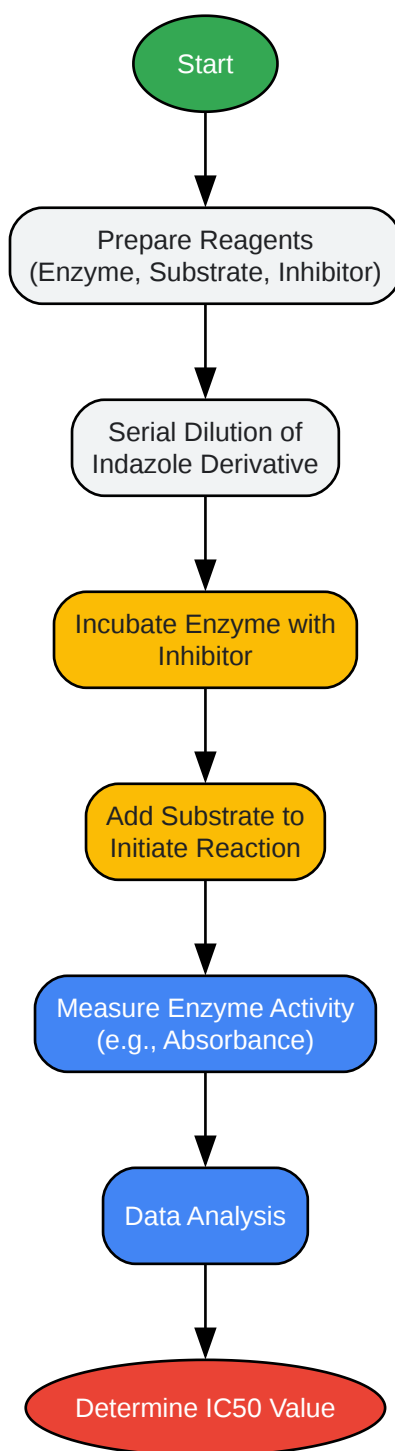 Start
Prepare Reagents
(Enzyme, Substrate, Inhibitor)
Serial Dilution of
Indazole Derivative
Incubate Enzyme with
Inhibitor
Add Substrate to
Initiate Reaction
Measure Enzyme Activity
(e.g., Absorbance)
Data Analysis
Determine IC50 Value